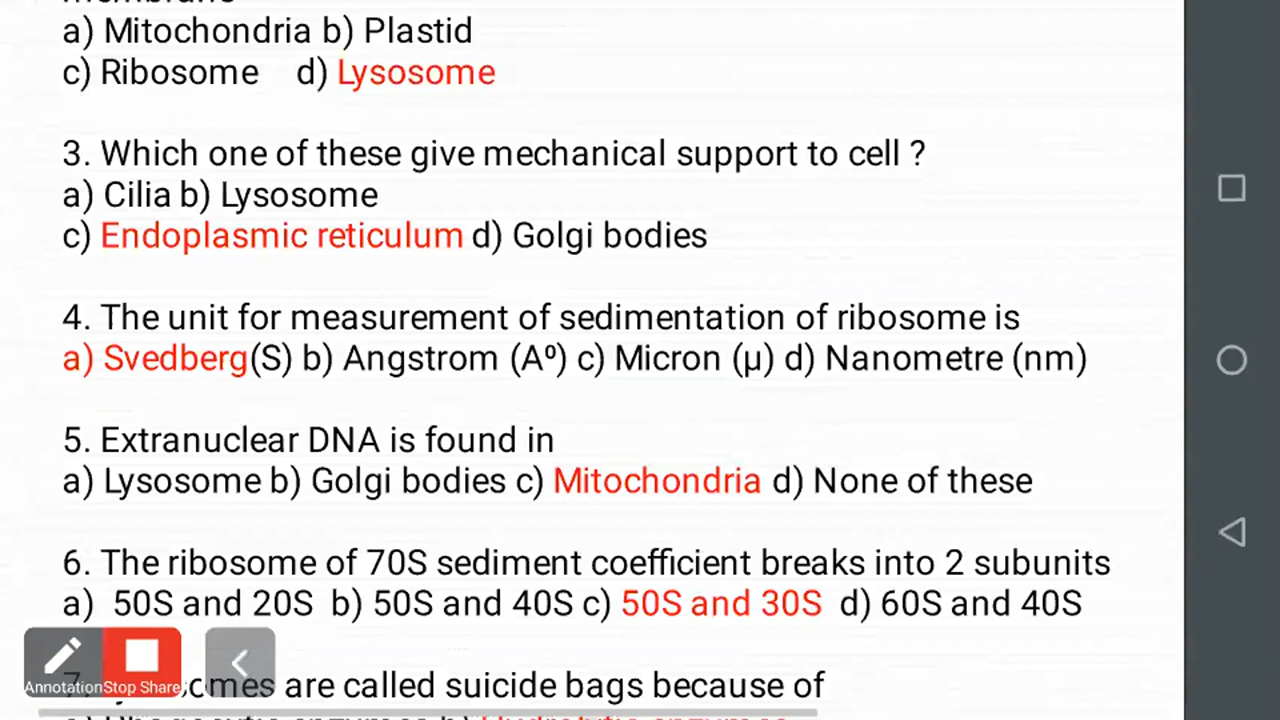 a) Mitochondria b) Plastid
c) Ribosome d) Lysosome
3. Which one of these give mechanical support to cell ?
a) Cilia b) Lysosome
c) Endoplasmic reticulum d) Golgi bodies
4. The unit for measurement of sedimentation of ribosome is
a) Svedberg(S) b) Angstrom (Aº) c) Micron (µ) d) Nanometre (nm)
5. Extranuclear DNA is found in
a) Lysosome b) Golgi bodies c) Mitochondria d) None of these
6. The ribosome of 70S sediment coefficient breaks into 2 subunits
a) 50S and 20S b) 50S and 40S c) 50S and 30S d) 60S and 40S
are called suicide bags because of
Annotation Stop Share